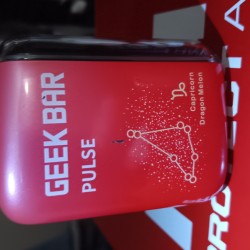 GEEK BAR
PULSE
Capricorn
Dragon Melon